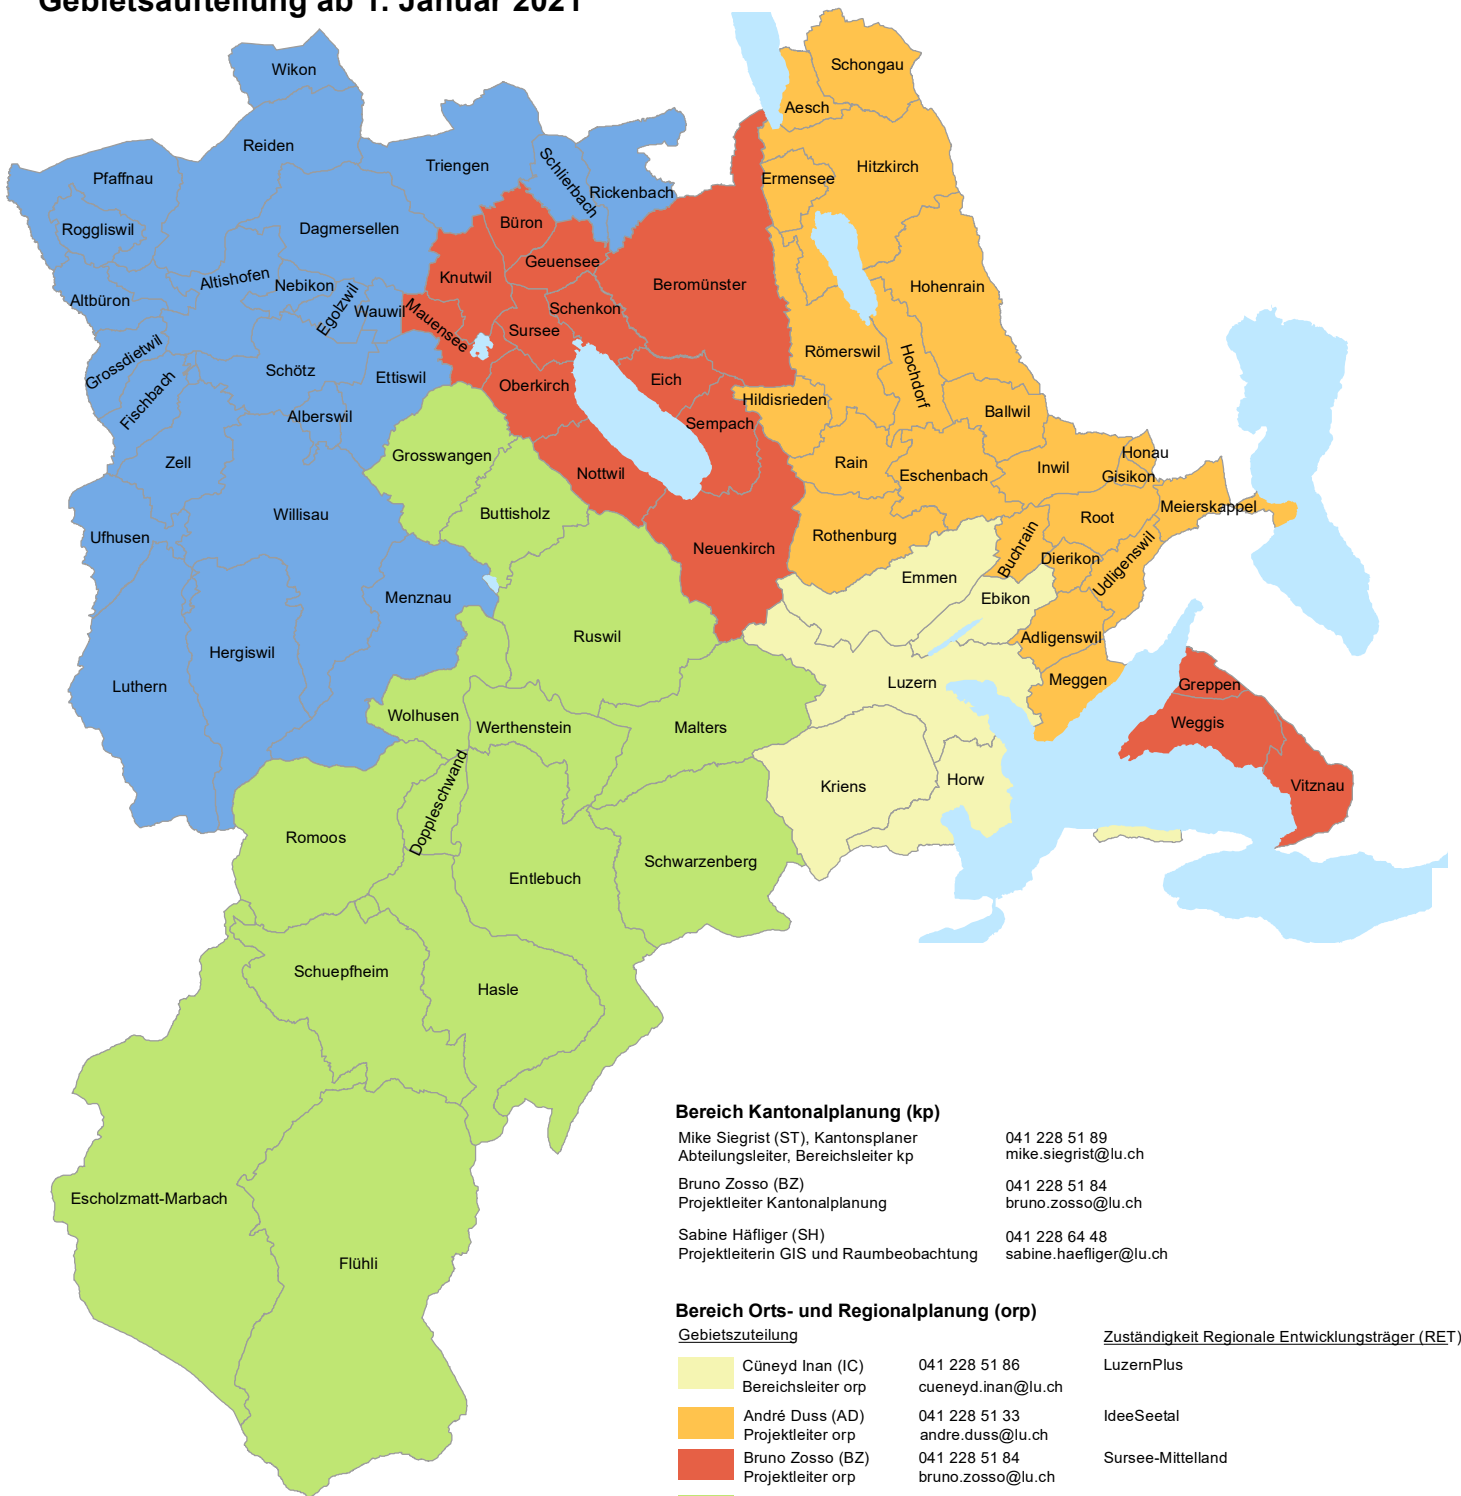 Gebietsaufteilung ab 1. Januar 2021
Wikon
Schongau
Aesch
Reiden
Triengen
Schlierbach
Rickenbach
Hitzkirch
Ermensee
Pfaffnau
Roggliswil
Dagmersellen
Büron
Geuensee
Knutwil
Beromünster
Hohenrain
Altishofen
Nebikon
Altbüron
Egolzwil
Wauwil
Mauensee
Schenkon
Sursee
Römerswil
Hochdorf
Grossdietwil
Fischbach
Schötz
Ettiswil
Oberkirch
Eich
Hildisrieden
Ballwil
Alberswil
Sempach
Zell
Grosswangen
Nottwil
Rain
Eschenbach
Inwil
Honau
Gisikon
Meierskappel
Willisau
Buttisholz
Root
Ufhusen
Neuenkirch
Rothenburg
Buchrain
Dierikon
Udligenswil
Emmen
Ebikon
Menznau
Ruswil
Adligenswil
Hergiswil
Luthern
Luzern
Meggen
Greppen
Wolhusen
Werthenstein
Malters
Weggis
Doppleschwand
Kriens
Horw
Vitznau
Romoos
Entlebuch
Schwarzenberg
Schuepfheim
Hasle
Escholzmatt-Marbach
Flühli
Bereich Kantonalplanung (kp)
Mike Siegrist (ST), Kantonsplaner 041 228 51 89
Abteilungsleiter, Bereichsleiter kp mike.siegrist@lu.ch
Bruno Zosso (BZ) 041 228 51 84
Projektleiter Kantonalplanung bruno.zosso@lu.ch
Sabine Häfliger (SH) 041 228 64 48
Projektleiterin GIS und Raumbeobachtung sabine.haefliger@lu.ch
Bereich Orts- und Regionalplanung (orp)
Gebietszuteilung Zuständigkeit Regionale Entwicklungsträger (RET)
Cüneyd Inan (IC) 041 228 51 86 LuzernPlus
Bereichsleiter orp cueneyd.inan@lu.ch
André Duss (AD) 041 228 51 33 IdeeSeetal
Projektleiter orp andre.duss@lu.ch
Bruno Zosso (BZ) 041 228 51 84 Sursee-Mittelland
Projektleiter orp bruno.zosso@lu.ch